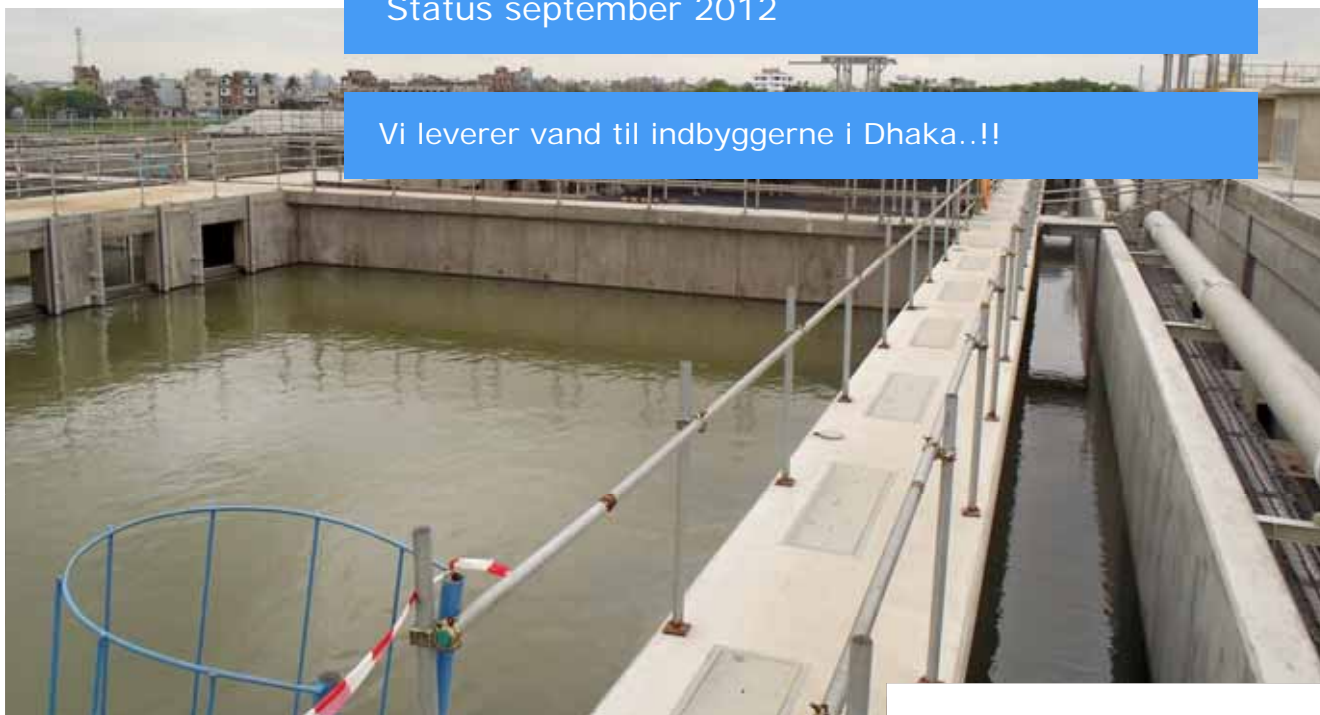 Status september 2012
Vi leverer vand til indbyggerne i Dhaka..!!